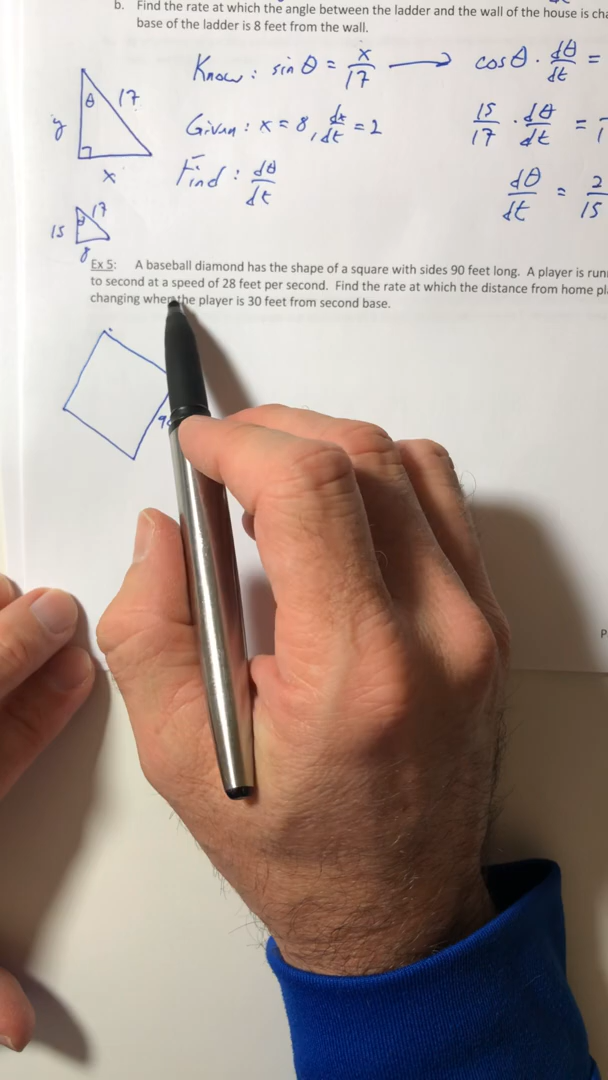 b. Find the rate at which the angle between the ladder and the wall of the house is cha
base of the ladder is 8 feet from the wall.
Know: sin θ = x/17 → cos θ · dθ/dt =
θ 17
y
x
Given: x = 8, dx/dt = 2
15/17 · dθ/dt =
Find: dθ/dt
dθ/dt = 2/15
15 θ 17
8
Ex 5: A baseball diamond has the shape of a square with sides 90 feet long. A player is run
to second at a speed of 28 feet per second. Find the rate at which the distance from home pl
changing when the player is 30 feet from second base.